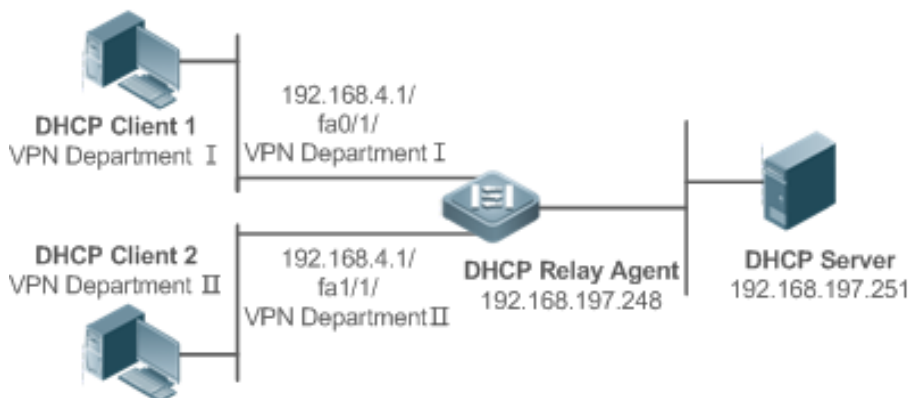 DHCP Client 1
VPN Department Ⅰ
192.168.4.1/
fa0/1/
VPN Department Ⅰ
DHCP Client 2
VPN Department Ⅱ
192.168.4.1/
fa1/1/
VPN Department Ⅱ
DHCP Relay Agent
192.168.197.248
DHCP Server
192.168.197.251